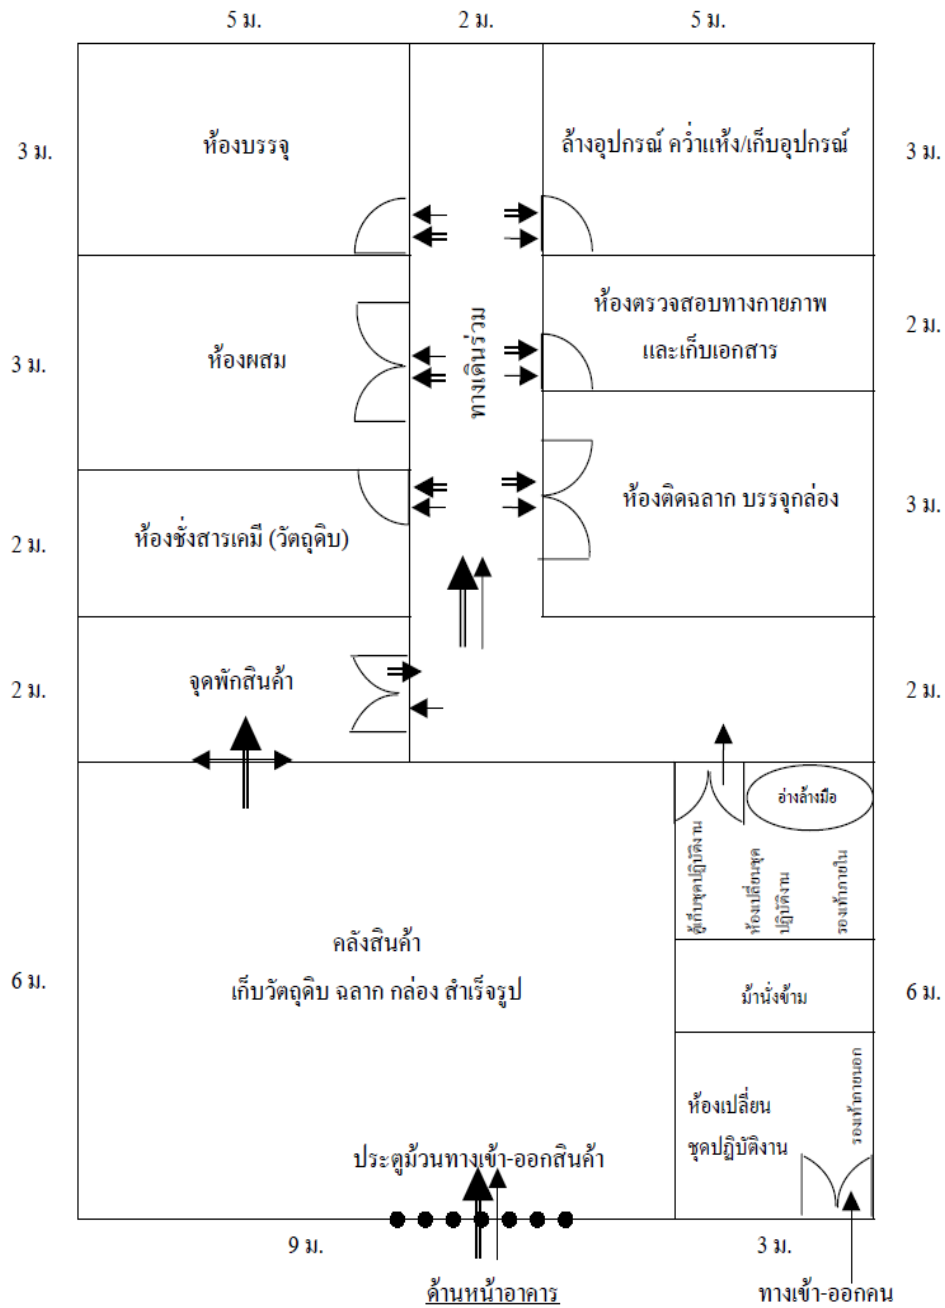 5 ม.
2 ม.
5 ม.
3 ม.
ห้องบรรจุ
ล้างอุปกรณ์ คว่ำแห้ง/เก็บอุปกรณ์
3 ม.
ห้องตรวจสอบทางกายภาพ
และเก็บเอกสาร
2 ม.
ทางเดินร่วม
3 ม.
ห้องผสม
ห้องติดฉลาก บรรจุกล่อง
3 ม.
ห้องชั่งสารเคมี (วัตถุดิบ)
2 ม.
จุดพักสินค้า
2 ม.
2 ม.
อ่างล้างมือ
ตู้เก็บชุดปฏิบัติงาน
ห้องเปลี่ยนชุด
ปฏิบัติงาน
รองเท้าภายใน
คลังสินค้า
เก็บวัตถุดิบ ฉลาก กล่อง สำเร็จรูป
6 ม.
ม้านั่งข้าม
6 ม.
ห้องเปลี่ยน
ชุดปฏิบัติงาน
รองเท้าภายนอก
ประตูม้วนทางเข้า-ออกสินค้า
9 ม.
3 ม.
ด้านหน้าอาคาร
ทางเข้า-ออกคน